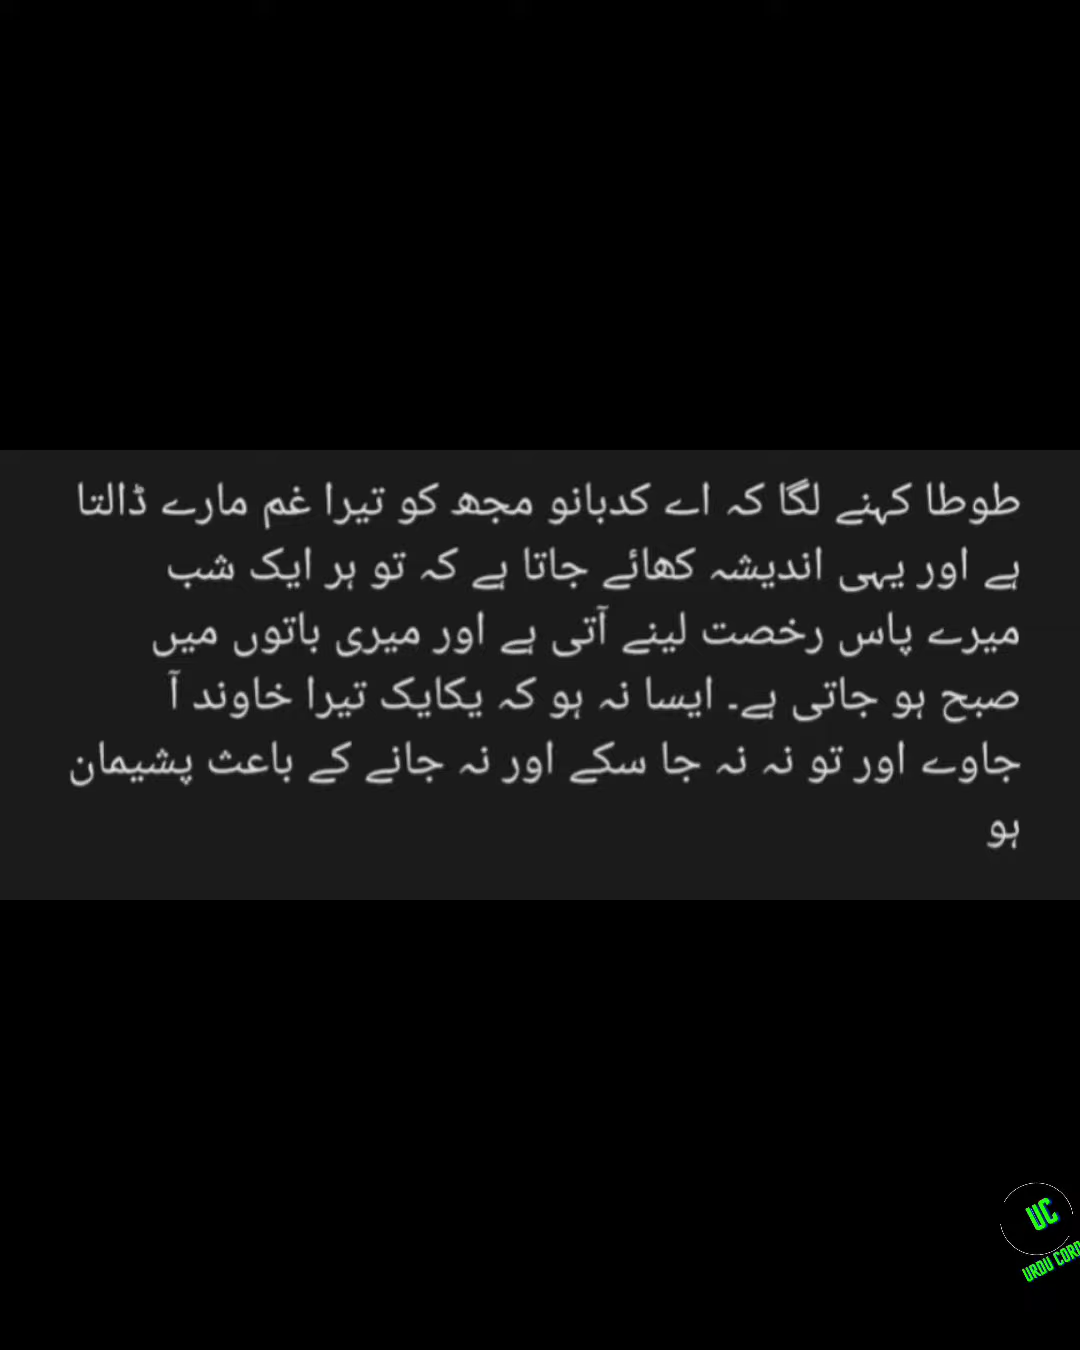 طوطا کہنے لگا کہ اے کدبانو مجھ کو تیرا غم مارے ڈالتا
ہے اور یہی اندیشہ کھائے جاتا ہے کہ تو ہر ایک شب
میرے پاس رخصت لینے آتی ہے اور میری باتوں میں
صبح ہو جاتی ہے۔ ایسا نہ ہو کہ یکایک تیرا خاوند آ
جاوے اور تو نہ نہ جا سکے اور نہ جانے کے باعث پشیمان
ہو
UC
URDU CORD